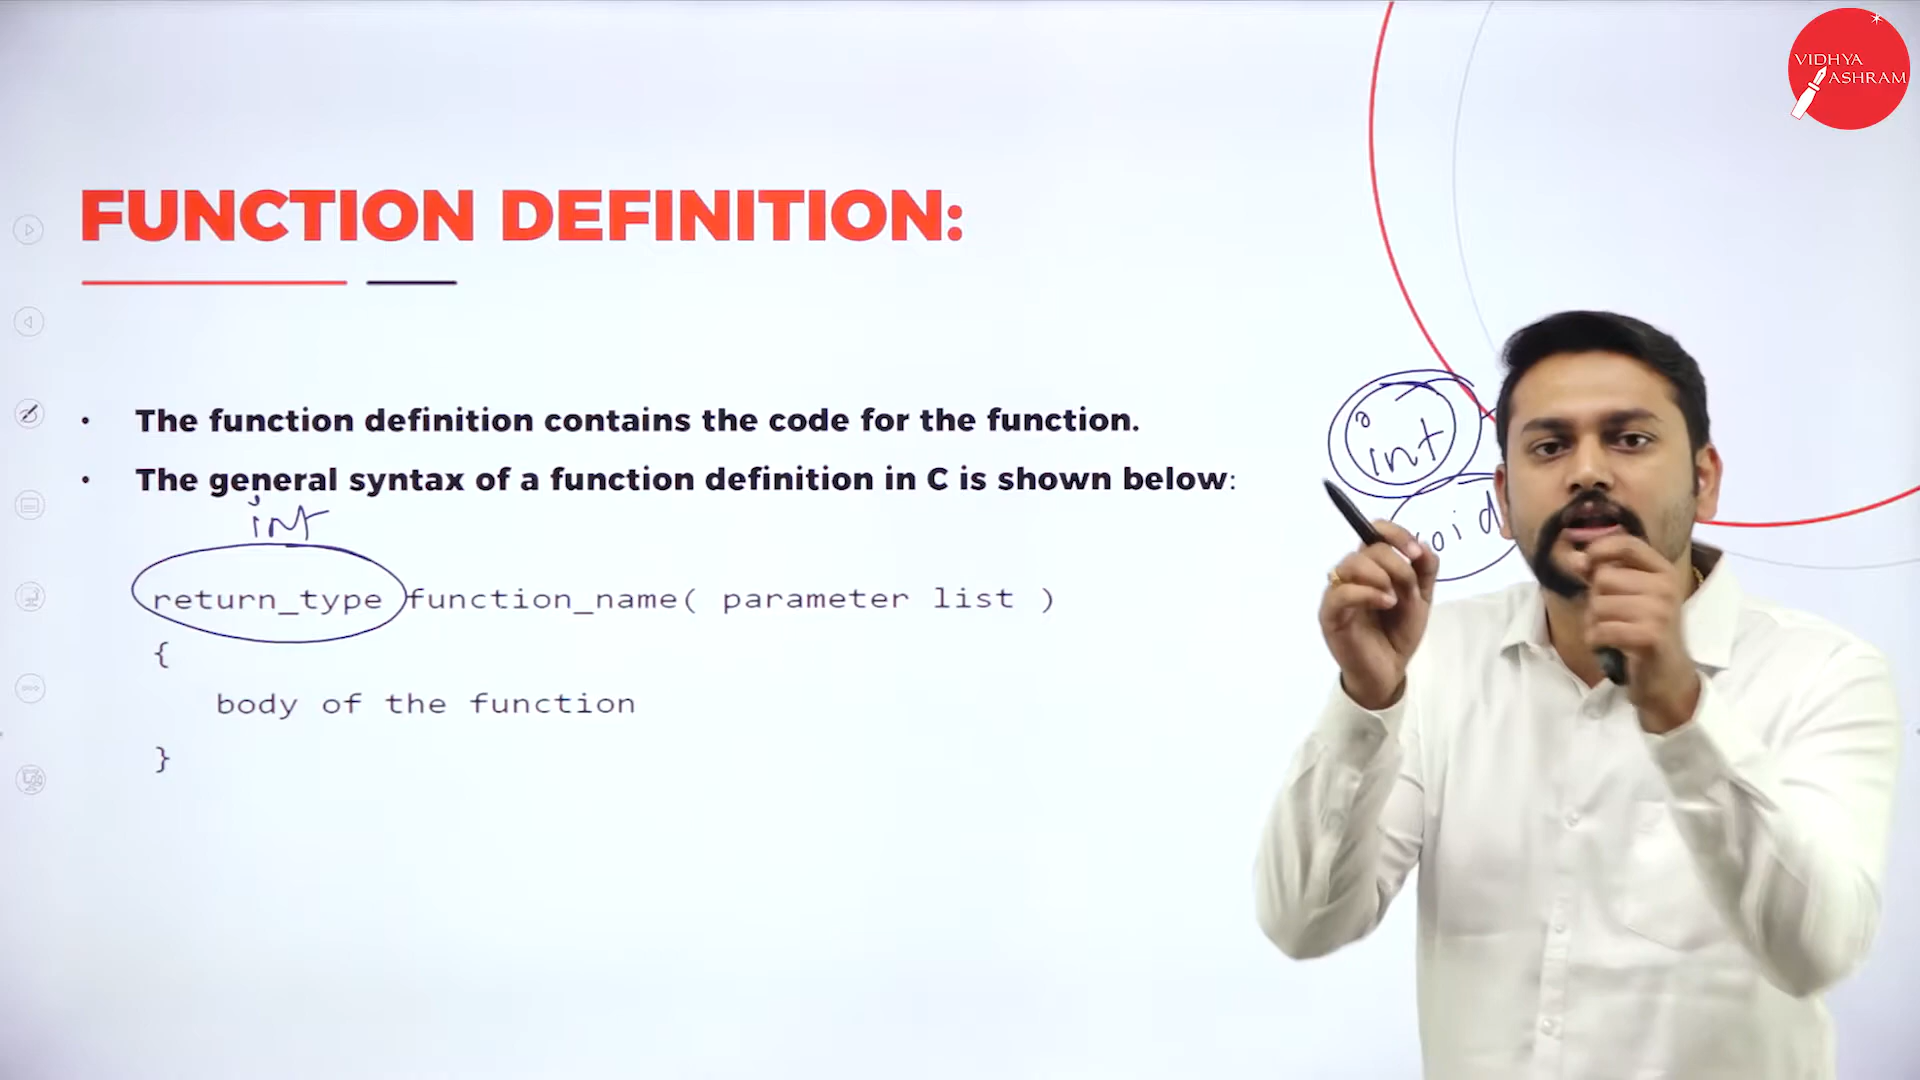 VIDHYA
ASHRAM
FUNCTION DEFINITION:
• The function definition contains the code for the function.
• The general syntax of a function definition in C is shown below:
int
int
return_type function_name( parameter list )
{
body of the function
}